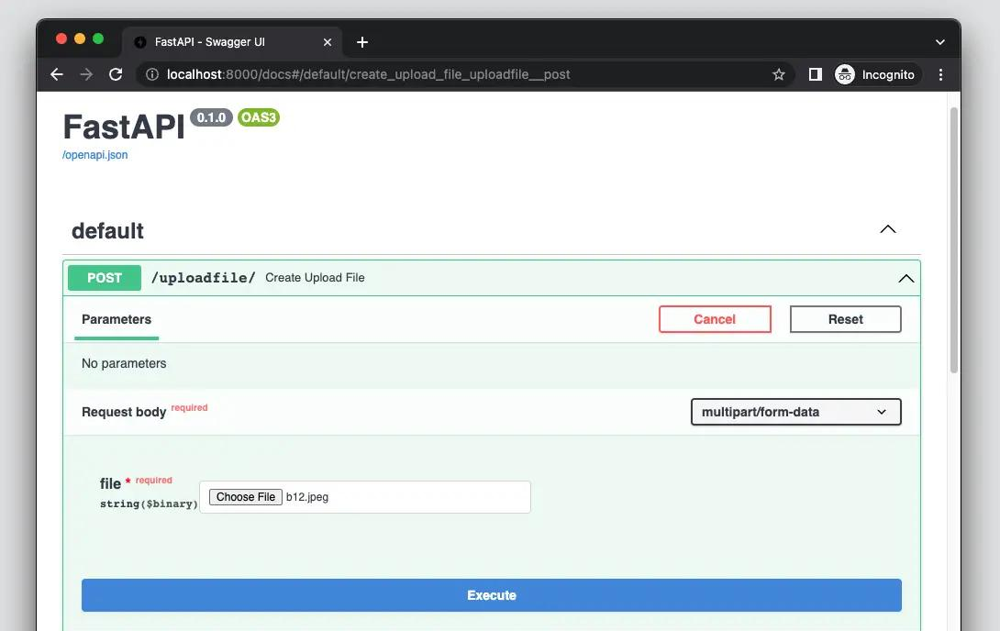 FastAPI - Swagger UI
localhost:8000/docs#/default/create_upload_file_uploadfile__post
Incognito
FastAPI 0.1.0 OAS3
/openapi.json
default
POST /uploadfile/ Create Upload File
Parameters Cancel Reset
No parameters
Request body required multipart/form-data
file * required
string($binary) Choose File b12.jpeg
Execute